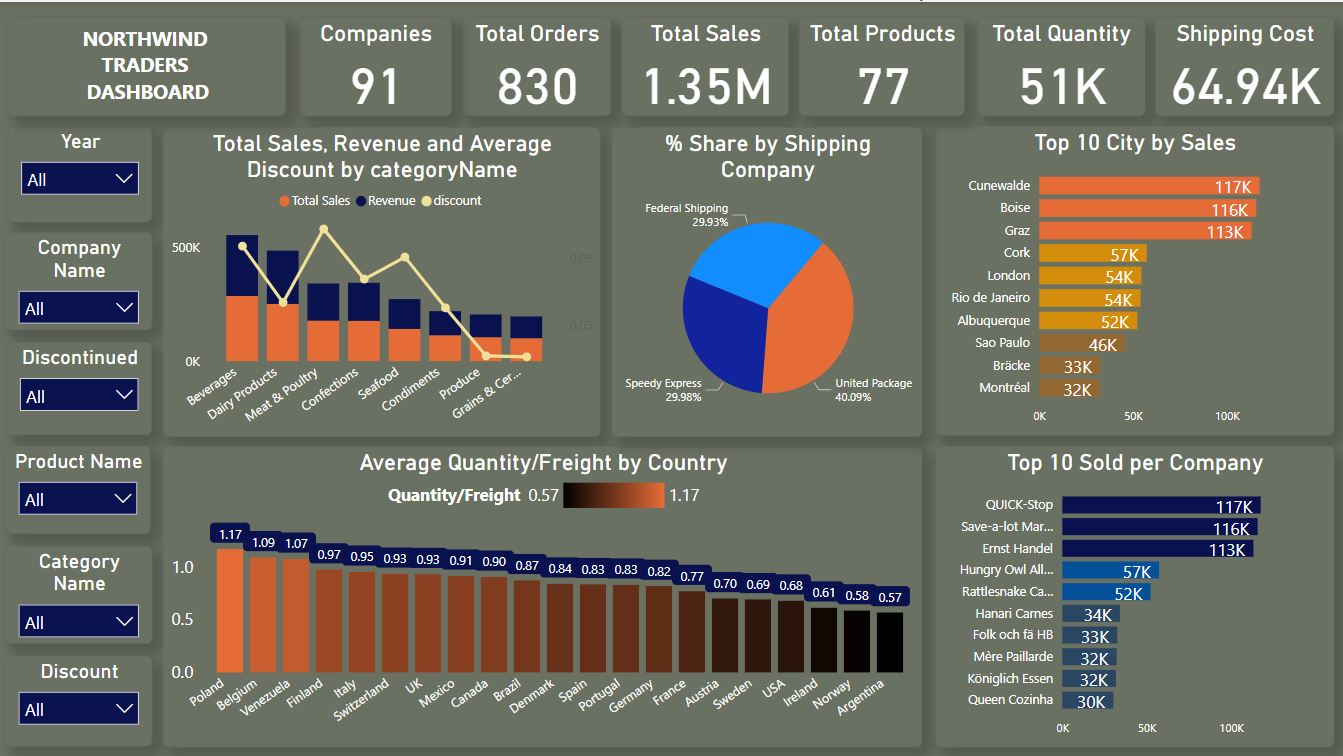 NORTHWIND
TRADERS
DASHBOARD
Companies
91
Total Orders
830
Total Sales
1.35M
Total Products
77
Total Quantity
51K
Shipping Cost
64.94K
Year
All
Company
Name
All
Discontinued
All
Product Name
All
Category
Name
All
Discount
All
Total Sales, Revenue and Average
Discount by categoryName
Total Sales Revenue discount
500K
0K
0.06
0.05
Beverages
Dairy Products
Meat & Poultry
Confections
Seafood
Condiments
Produce
Grains & Cer...
% Share by Shipping
Company
Federal Shipping
29.93%
Speedy Express
29.98%
United Package
40.09%
Top 10 City by Sales
Cunewalde 117K
Boise 116K
Graz 113K
Cork 57K
London 54K
Rio de Janeiro 54K
Albuquerque 52K
Sao Paulo 46K
Bräcke 33K
Montréal 32K
0K 50K 100K
Average Quantity/Freight by Country
Quantity/Freight 0.57 1.17
1.0
0.5
0.0
1.17 1.09 1.07 0.97 0.95 0.93 0.93 0.91 0.90 0.87 0.84 0.83 0.83 0.82 0.77 0.70 0.69 0.68 0.61 0.58 0.57
Poland
Belgium
Venezuela
Finland
Italy
Switzerland
UK
Mexico
Canada
Brazil
Denmark
Spain
Portugal
Germany
France
Austria
Sweden
USA
Ireland
Norway
Argentina
Top 10 Sold per Company
QUICK-Stop 117K
Save-a-lot Mar... 116K
Ernst Handel 113K
Hungry Owl All... 57K
Rattlesnake Ca... 52K
Hanari Carnes 34K
Folk och fä HB 33K
Mère Paillarde 32K
Königlich Essen 32K
Queen Cozinha 30K
0K 50K 100K